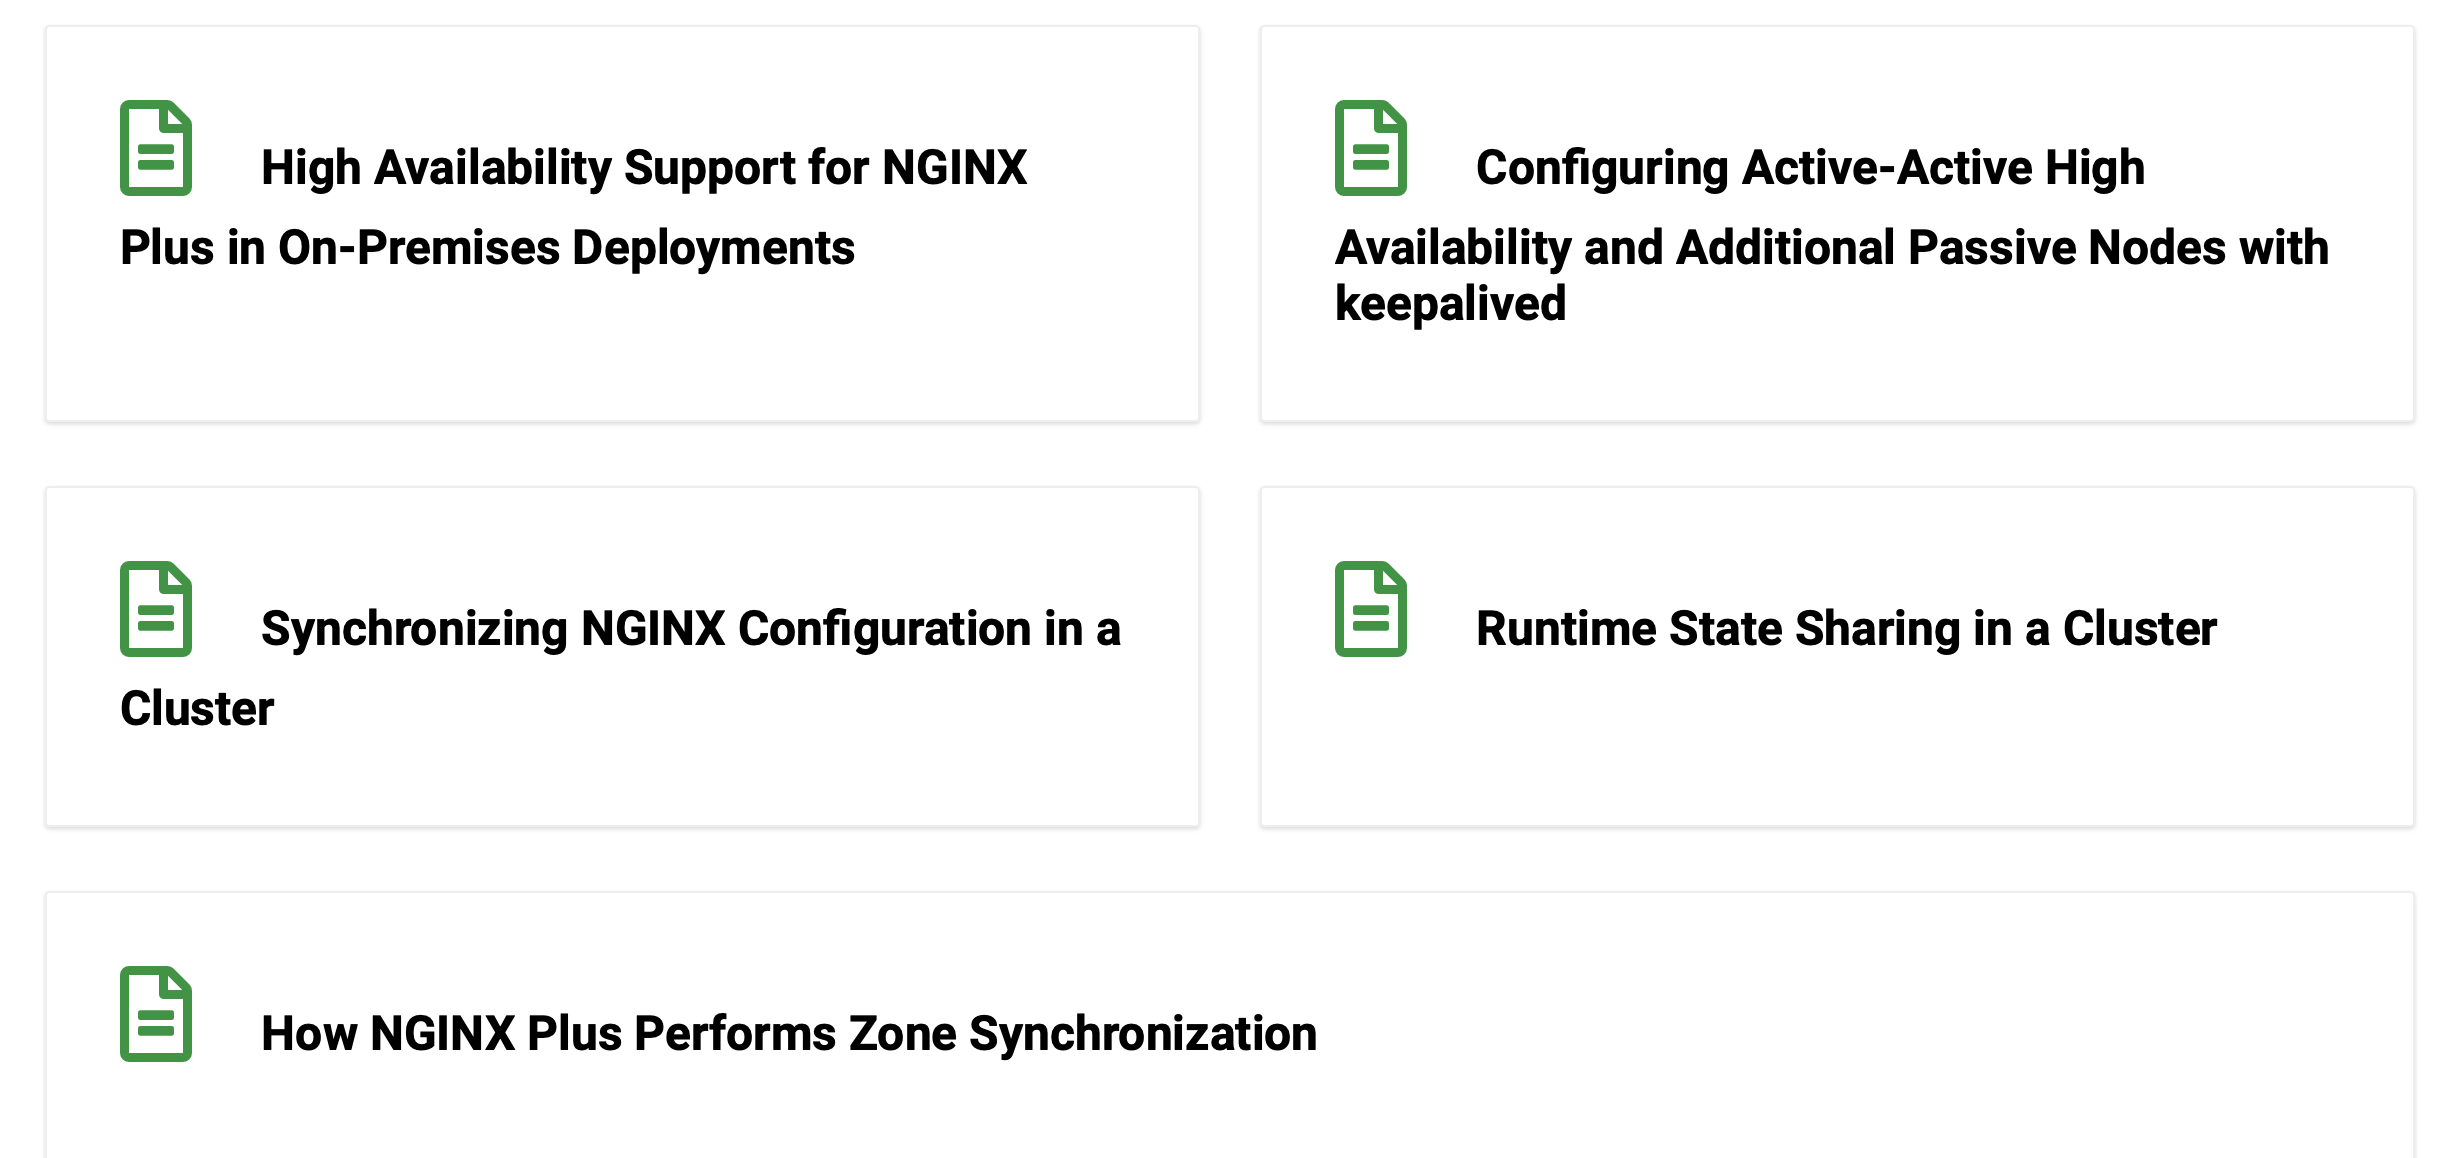 High Availability Support for NGINX
Plus in On-Premises Deployments
Configuring Active-Active High
Availability and Additional Passive Nodes with
keepalived
Synchronizing NGINX Configuration in a
Cluster
Runtime State Sharing in a Cluster
How NGINX Plus Performs Zone Synchronization